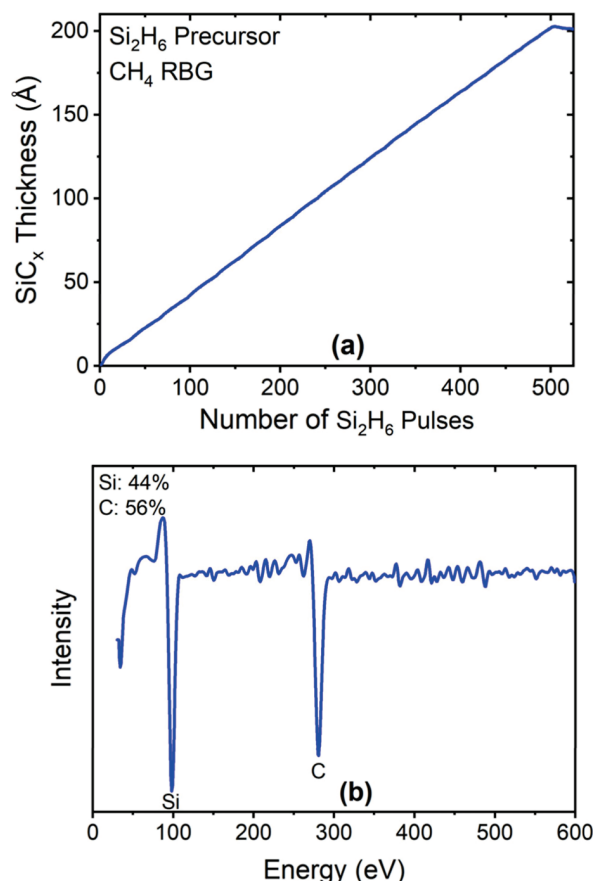 Si₂H₆ Precursor
CH₄ RBG
200
150
100
50
0
SiCₓ Thickness (Å)
(a)
0 100 200 300 400 500
Number of Si₂H₆ Pulses
Si: 44%
C: 56%
Intensity
Si
C
(b)
0 100 200 300 400 500 600
Energy (eV)